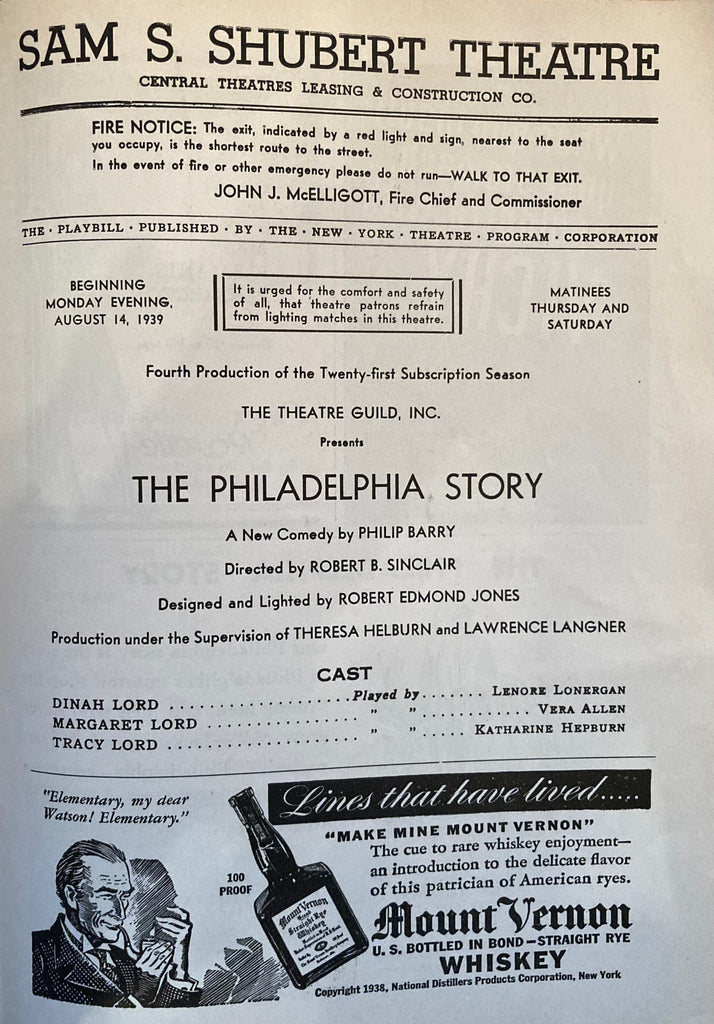 SAM S. SHUBERT THEATRE
CENTRAL THEATRES LEASING & CONSTRUCTION CO.
FIRE NOTICE: The exit, indicated by a red light and sign, nearest to the seat
you occupy, is the shortest route to the street.
In the event of fire or other emergency please do not run—WALK TO THAT EXIT.
JOHN J. McELLIGOTT, Fire Chief and Commissioner
THE · PLAYBILL · PUBLISHED · BY · THE · NEW · YORK · THEATRE · PROGRAM · CORPORATION
BEGINNING
MONDAY EVENING,
AUGUST 14, 1939
It is urged for the comfort and safety
of all, that theatre patrons refrain
from lighting matches in this theatre.
MATINEES
THURSDAY AND
SATURDAY
Fourth Production of the Twenty-first Subscription Season
THE THEATRE GUILD, INC.
Presents
THE PHILADELPHIA STORY
A New Comedy by PHILIP BARRY
Directed by ROBERT B. SINCLAIR
Designed and Lighted by ROBERT EDMOND JONES
Production under the Supervision of THERESA HELBURN and LAWRENCE LANGNER
CAST
DINAH LORD ....................Played by....... LENORE LONERGAN
MARGARET LORD .................... „ „ ............ VERA ALLEN
TRACY LORD .................... „ „ ..... KATHARINE HEPBURN
"Elementary, my dear
Watson! Elementary."
Lines that have lived.....
"MAKE MINE MOUNT VERNON"
The cue to rare whiskey enjoyment—
an introduction to the delicate flavor
of this patrician of American ryes.
100
PROOF
Mount Vernon
Straight Rye
Whiskey
Mount Vernon
U. S. BOTTLED IN BOND—STRAIGHT RYE
WHISKEY
Copyright 1938, National Distillers Products Corporation, New York